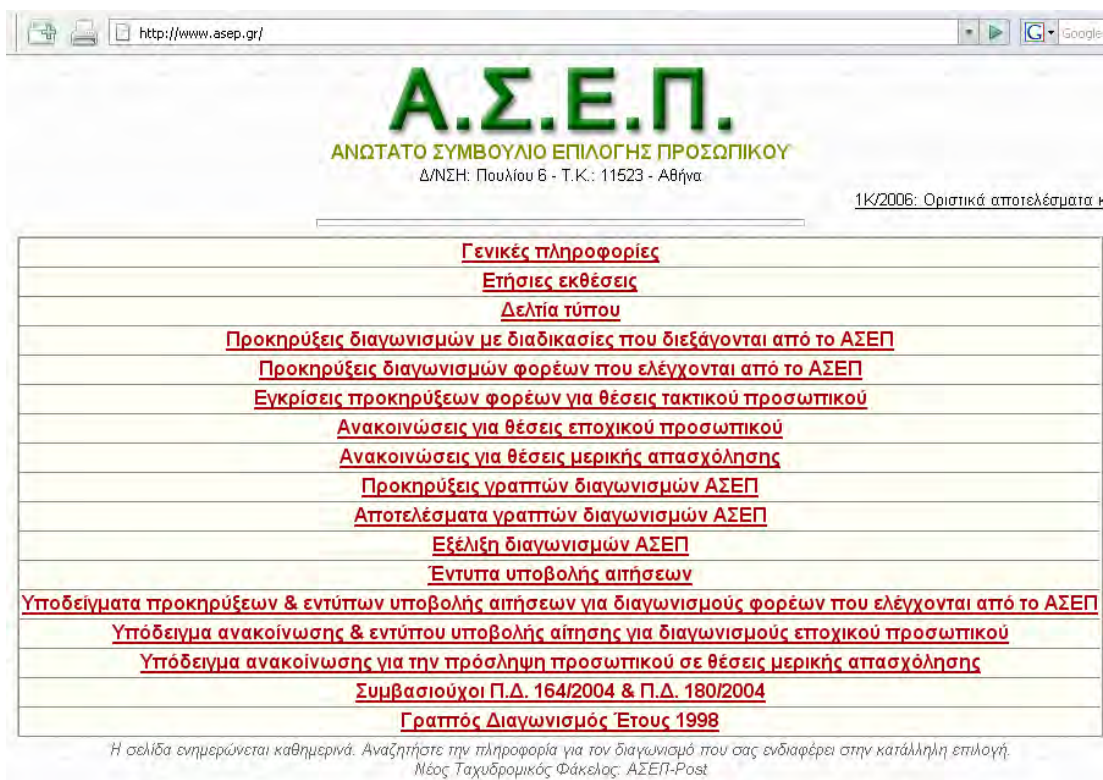 http://www.asep.gr/
G Google
Α.Σ.Ε.Π.
ΑΝΩΤΑΤΟ ΣΥΜΒΟΥΛΙΟ ΕΠΙΛΟΓΗΣ ΠΡΟΣΩΠΙΚΟΥ
Δ/ΝΣΗ: Πουλίου 6 - Τ.Κ.: 11523 - Αθήνα
1Κ/2006: Οριστικά αποτελέσματα κ
Γενικές πληροφορίες
Ετήσιες εκθέσεις
Δελτία τύπου
Προκηρύξεις διαγωνισμών με διαδικασίες που διεξάγονται από το ΑΣΕΠ
Προκηρύξεις διαγωνισμών φορέων που ελέγχονται από το ΑΣΕΠ
Εγκρίσεις προκηρύξεων φορέων για θέσεις τακτικού προσωπικού
Ανακοινώσεις για θέσεις εποχικού προσωπικού
Ανακοινώσεις για θέσεις μερικής απασχόλησης
Προκηρύξεις γραπτών διαγωνισμών ΑΣΕΠ
Αποτελέσματα γραπτών διαγωνισμών ΑΣΕΠ
Εξέλιξη διαγωνισμών ΑΣΕΠ
Έντυπα υποβολής αιτήσεων
Υποδείγματα προκηρύξεων & εντύπων υποβολής αιτήσεων για διαγωνισμούς φορέων που ελέγχονται από το ΑΣΕΠ
Υπόδειγμα ανακοίνωσης & εντύπου υποβολής αίτησης για διαγωνισμούς εποχικού προσωπικού
Υπόδειγμα ανακοίνωσης για την πρόσληψη προσωπικού σε θέσεις μερικής απασχόλησης
Συμβασιούχοι Π.Δ. 164/2004 & Π.Δ. 180/2004
Γραπτός Διαγωνισμός Έτους 1998
Ή σελίδα ενημερώνεται καθημερινά. Αναζητήστε την πληροφορία για τον διαγωνισμό που σας ενδιαφέρει στην κατάλληλη επιλογή.
Νέος Ταχυδρομικός Φάκελος: ΑΣΕΠ-Post